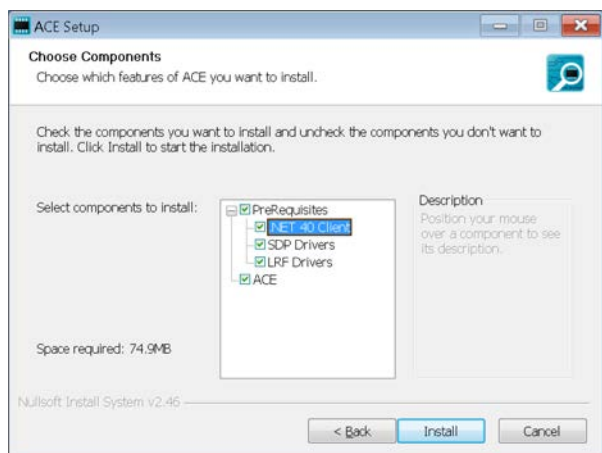 ACE Setup
Choose Components
Choose which features of ACE you want to install.
Check the components you want to install and uncheck the components you don't want to
install. Click Install to start the installation.
Select components to install:
PreRequisites
.NET 40 Client
SDP Drivers
LRF Drivers
ACE
Description
Position your mouse
over a component to see
its description.
Space required: 74.9MB
Nullsoft Install System v2.46
< Back
Install
Cancel